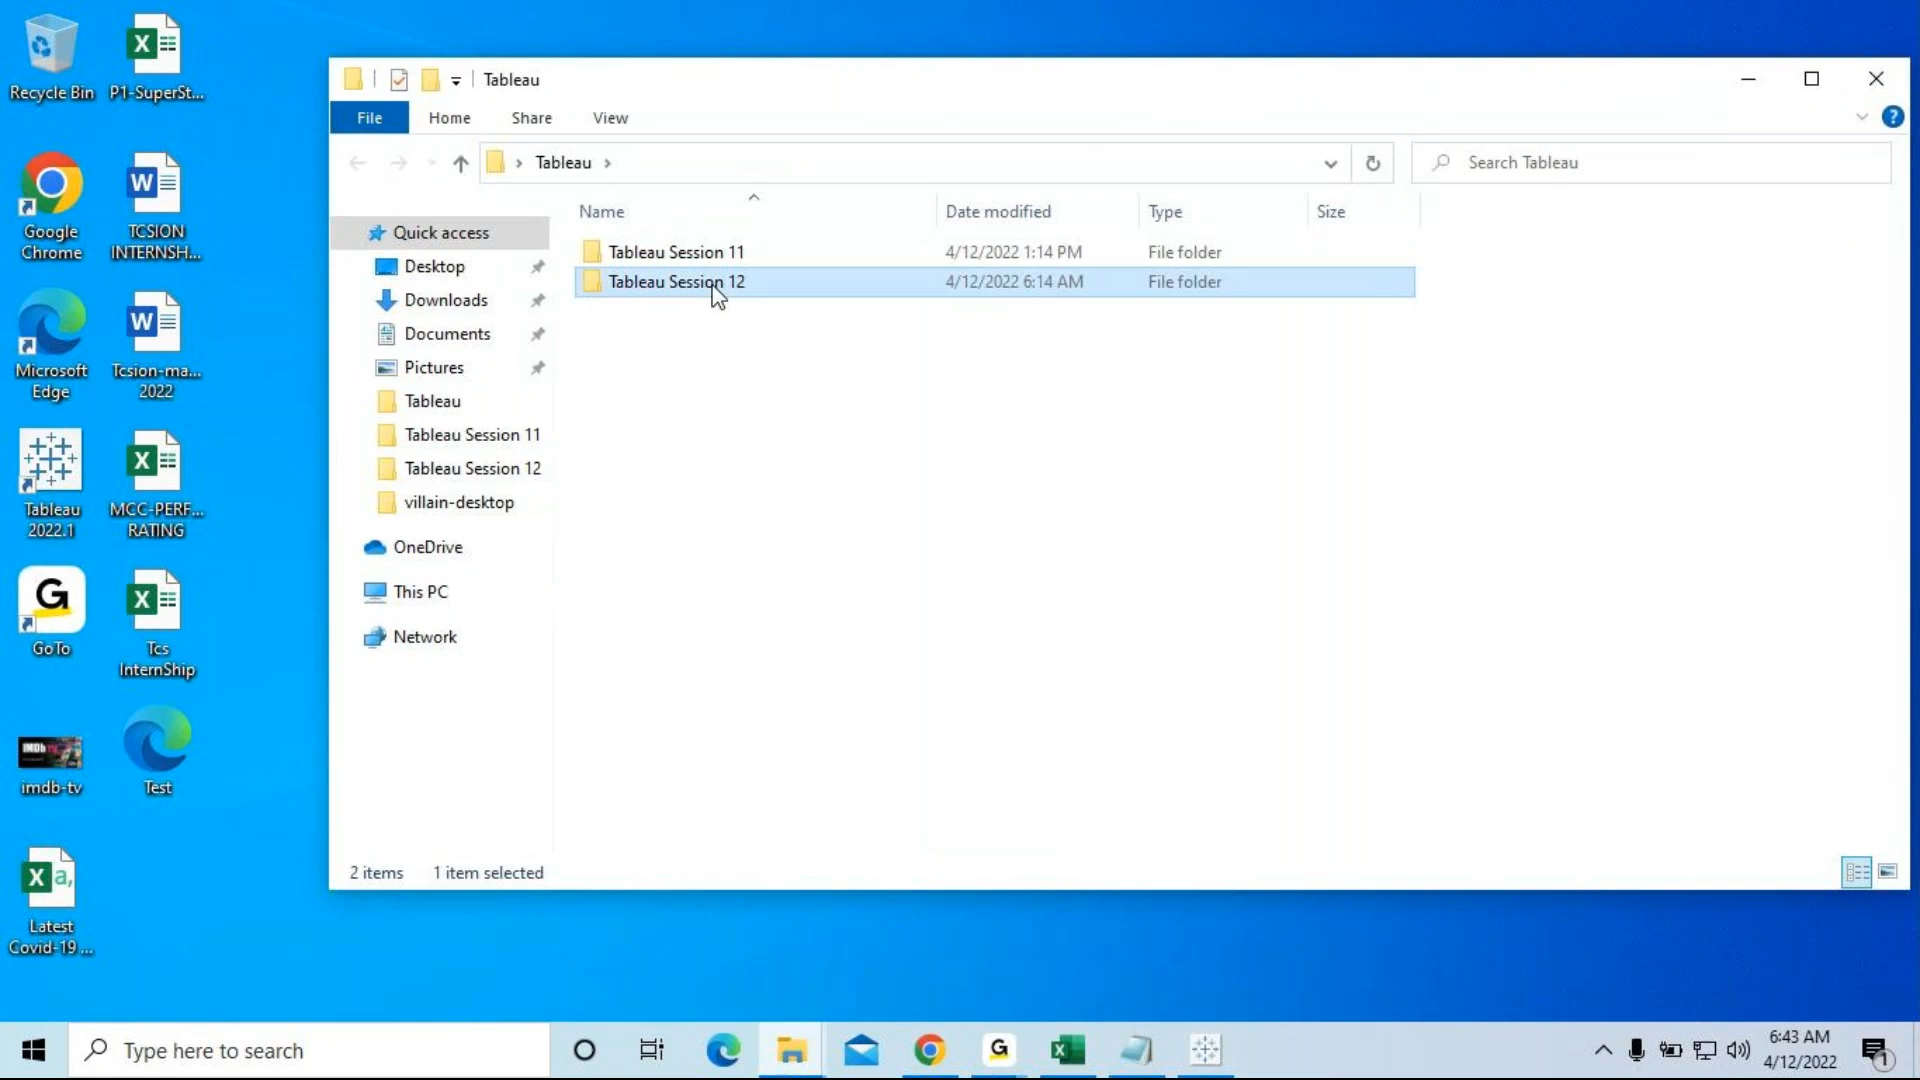 Recycle Bin
P1-SuperSt...
Google
Chrome
TCSION
INTERNSH...
Microsoft
Edge
Tcsion-ma...
2022
Tableau
2022.1
MCC-PERF...
RATING
GoTo
Tcs
InternShip
imdb-tv
Test
Latest
Covid-19 ...
Tableau
File Home Share View
Tableau
Search Tableau
Name Date modified Type Size
Tableau Session 11 4/12/2022 1:14 PM File folder
Tableau Session 12 4/12/2022 6:14 AM File folder
Quick access
Desktop
Downloads
Documents
Pictures
Tableau
Tableau Session 11
Tableau Session 12
villain-desktop
OneDrive
This PC
Network
2 items 1 item selected
Type here to search
6:43 AM
4/12/2022
1